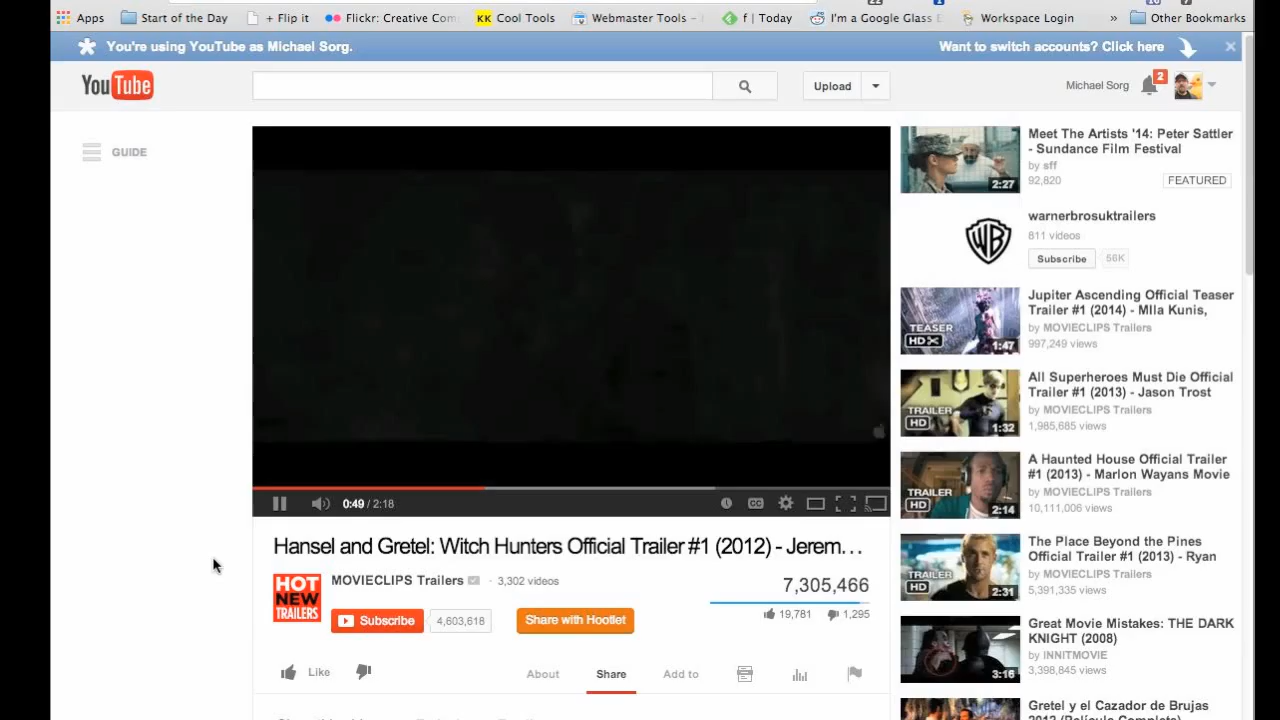 22 1 10 7
Apps Start of the Day + Flip it Flickr: Creative Com KK Cool Tools Webmaster Tools - f | Today I'm a Google Glass E Workspace Login » Other Bookmarks
You're using YouTube as Michael Sorg. Want to switch accounts? Click here
YouTube Upload Michael Sorg 2
GUIDE
0:49 / 2:18
CC
Hansel and Gretel: Witch Hunters Official Trailer #1 (2012) - Jerem...
HOT
NEW
TRAILERS
MOVIECLIPS Trailers · 3,302 videos
Subscribe 4,603,618 Share with Hootlet
7,305,466
19,781 1,295
Like About Share Add to
2:27
Meet The Artists '14: Peter Sattler
- Sundance Film Festival
by sff
92,820 FEATURED
WB
warnerbrosuktrailers
811 videos
Subscribe 56K
TEASER
HD
1:47
Jupiter Ascending Official Teaser
Trailer #1 (2014) - MIla Kunis,
by MOVIECLIPS Trailers
997,249 views
TRAILER
HD
1:32
All Superheroes Must Die Official
Trailer #1 (2013) - Jason Trost
by MOVIECLIPS Trailers
1,985,685 views
TRAILER
HD
2:14
A Haunted House Official Trailer
#1 (2013) - Marlon Wayans Movie
by MOVIECLIPS Trailers
10,111,006 views
TRAILER
HD
2:31
The Place Beyond the Pines
Official Trailer #1 (2013) - Ryan
by MOVIECLIPS Trailers
5,391,335 views
3:16
Great Movie Mistakes: THE DARK
KNIGHT (2008)
by INNITMOVIE
3,398,845 views
Gretel y el Cazador de Brujas